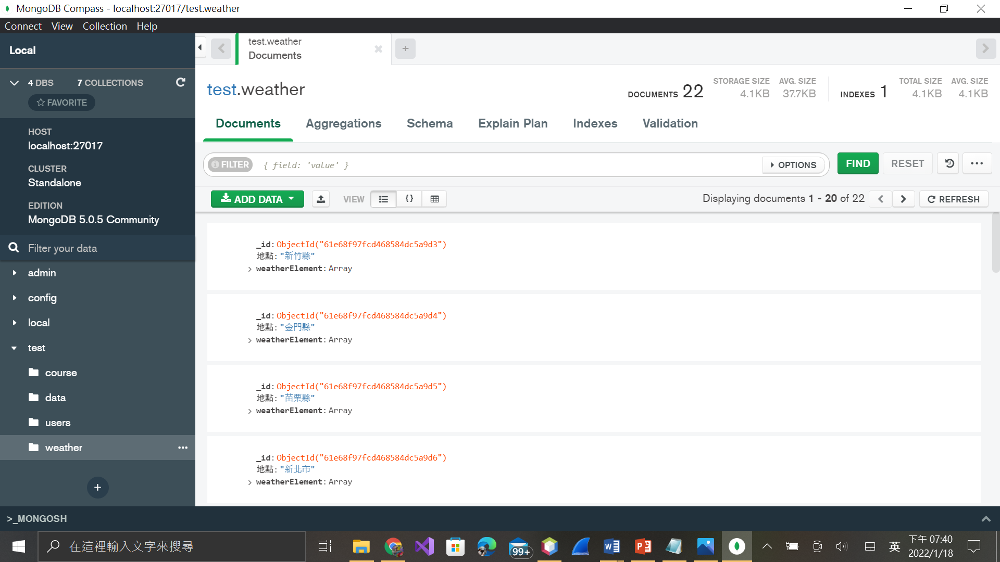 MongoDB Compass - localhost:27017/test.weather
Connect View Collection Help
Local
4 DBS 7 COLLECTIONS
FAVORITE
HOST
localhost:27017
CLUSTER
Standalone
EDITION
MongoDB 5.0.5 Community
Filter your data
admin
config
local
test
course
data
users
weather
test.weather
Documents
test.weather
DOCUMENTS 22
STORAGE SIZE
4.1KB
AVG. SIZE
37.7KB
INDEXES 1
TOTAL SIZE
4.1KB
AVG. SIZE
4.1KB
Documents Aggregations Schema Explain Plan Indexes Validation
FILTER { field: 'value' } OPTIONS FIND RESET
ADD DATA VIEW {} Displaying documents 1 - 20 of 22 REFRESH
_id: ObjectId("61e68f97fcd468584dc5a9d3")
地點: "新竹縣"
weatherElement: Array
_id: ObjectId("61e68f97fcd468584dc5a9d4")
地點: "金門縣"
weatherElement: Array
_id: ObjectId("61e68f97fcd468584dc5a9d5")
地點: "苗栗縣"
weatherElement: Array
_id: ObjectId("61e68f97fcd468584dc5a9d6")
地點: "新北市"
weatherElement: Array
>_MONGOSH
在這裡輸入文字來搜尋
99+
英
下午 07:40
2022/1/18